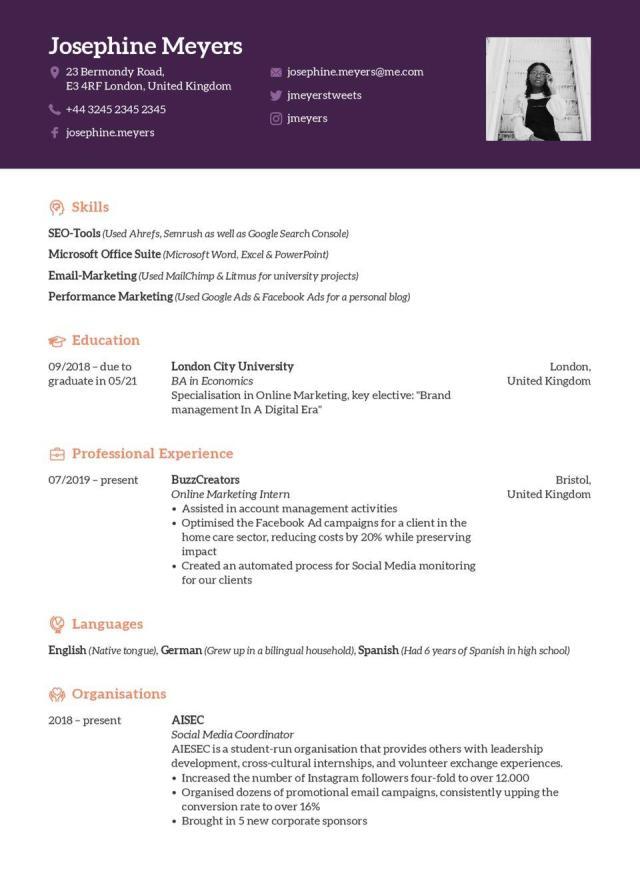 Josephine Meyers
23 Bermondy Road,
E3 4RF London, United Kingdom
+44 3245 2345 2345
josephine.meyers
josephine.meyers@me.com
jmeyerstweets
jmeyers
Skills
SEO-Tools (Used Ahrefs, Semrush as well as Google Search Console)
Microsoft Office Suite (Microsoft Word, Excel & PowerPoint)
Email-Marketing (Used MailChimp & Litmus for university projects)
Performance Marketing (Used Google Ads & Facebook Ads for a personal blog)
Education
09/2018 – due to
graduate in 05/21
London City University
BA in Economics
Specialisation in Online Marketing, key elective: "Brand
management In A Digital Era"
London,
United Kingdom
Professional Experience
07/2019 – present
BuzzCreators
Online Marketing Intern
• Assisted in account management activities
• Optimised the Facebook Ad campaigns for a client in the
home care sector, reducing costs by 20% while preserving
impact
• Created an automated process for Social Media monitoring
for our clients
Bristol,
United Kingdom
Languages
English (Native tongue), German (Grew up in a bilingual household), Spanish (Had 6 years of Spanish in high school)
Organisations
2018 – present
AISEC
Social Media Coordinator
AIESEC is a student-run organisation that provides others with leadership
development, cross-cultural internships, and volunteer exchange experiences.
• Increased the number of Instagram followers four-fold to over 12.000
• Organised dozens of promotional email campaigns, consistently upping the
conversion rate to over 16%
• Brought in 5 new corporate sponsors